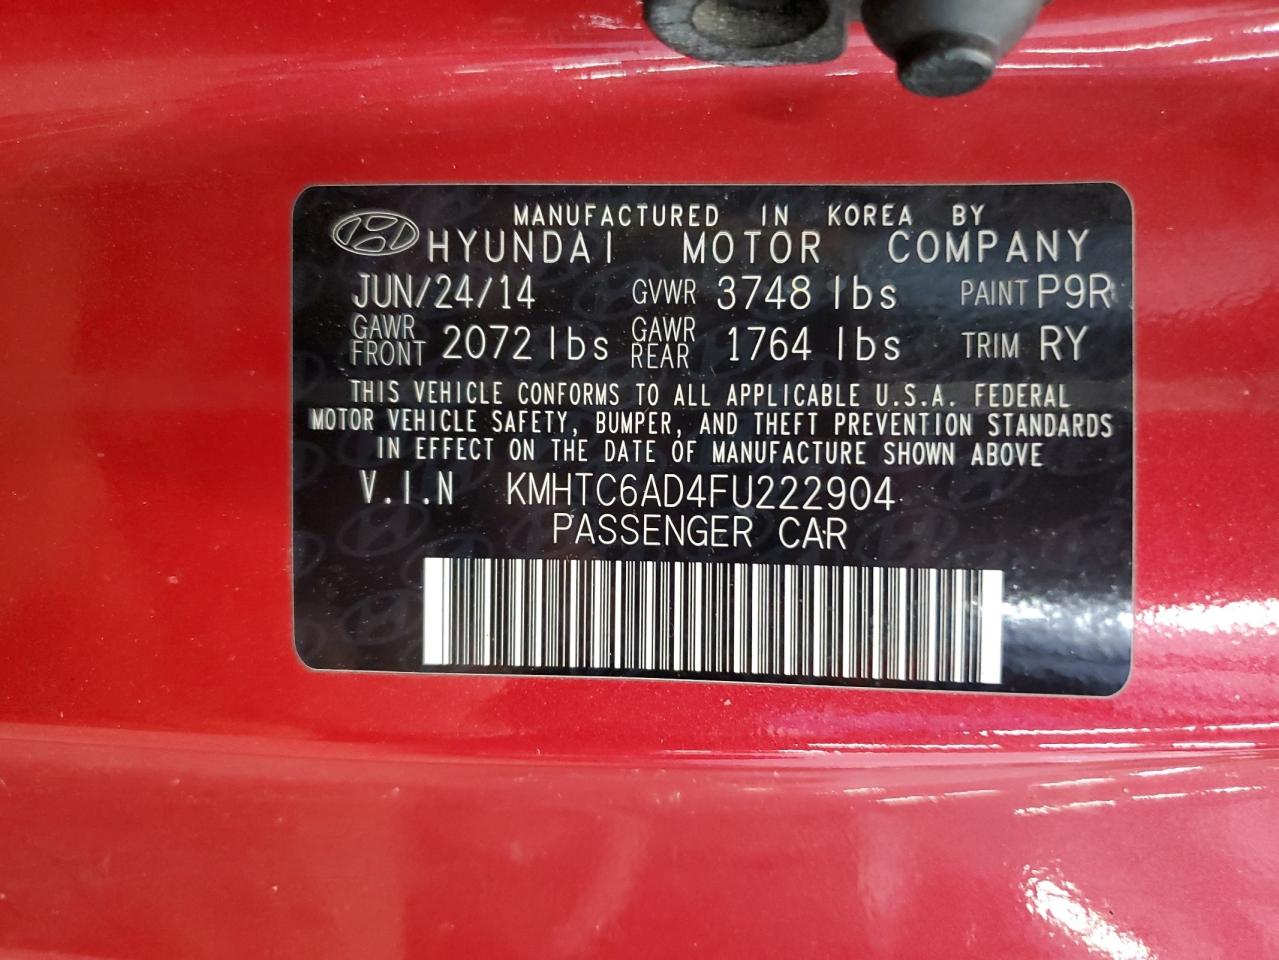 MANUFACTURED IN KOREA BY
HYUNDAI MOTOR COMPANY
JUN/24/14 GVWR 3748 lbs PAINT P9R
GAWR FRONT 2072 lbs GAWR REAR 1764 lbs TRIM RY
THIS VEHICLE CONFORMS TO ALL APPLICABLE U.S.A. FEDERAL
MOTOR VEHICLE SAFETY, BUMPER, AND THEFT PREVENTION STANDARDS
IN EFFECT ON THE DATE OF MANUFACTURE SHOWN ABOVE
V.I.N KMHTC6AD4FU222904
PASSENGER CAR